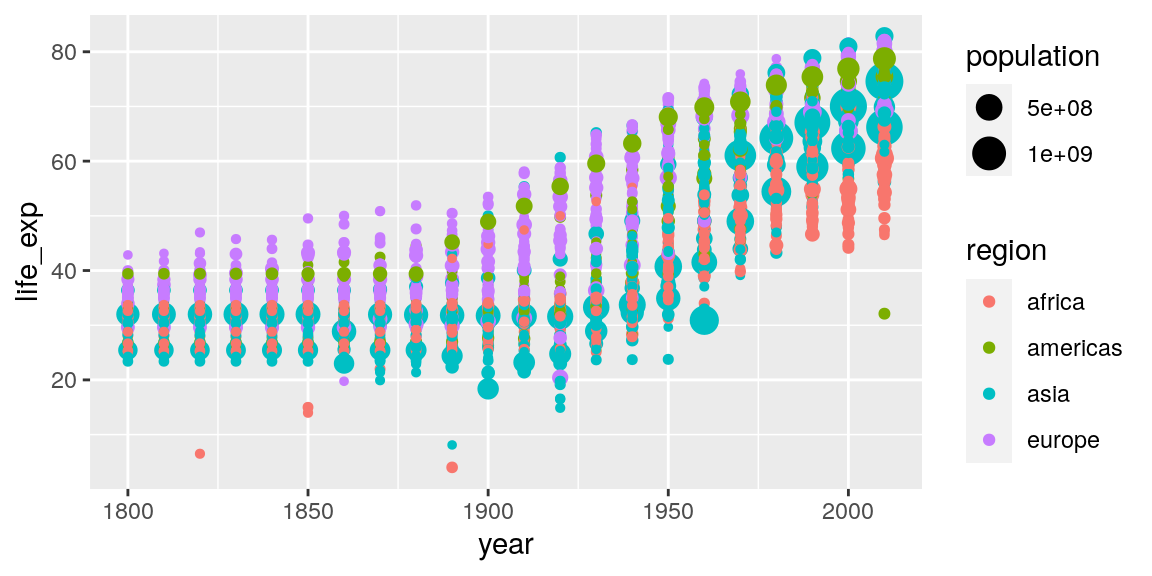 80
60
40
20
life_exp
1800 1850 1900 1950 2000
year
population
5e+08
1e+09
region
africa
americas
asia
europe